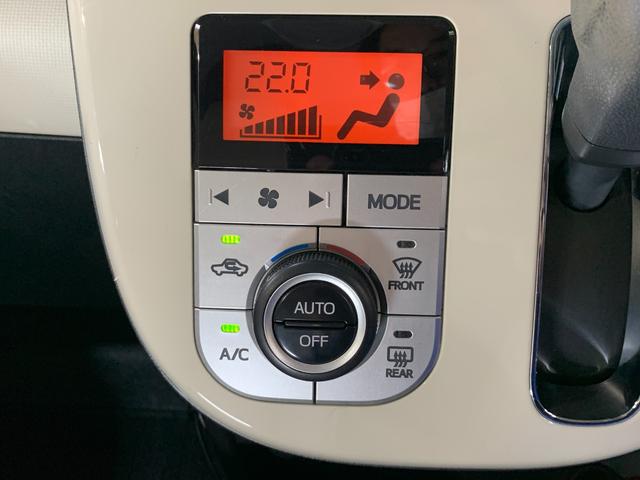 22.0
MODE
FRONT
AUTO
OFF
A/C
REAR